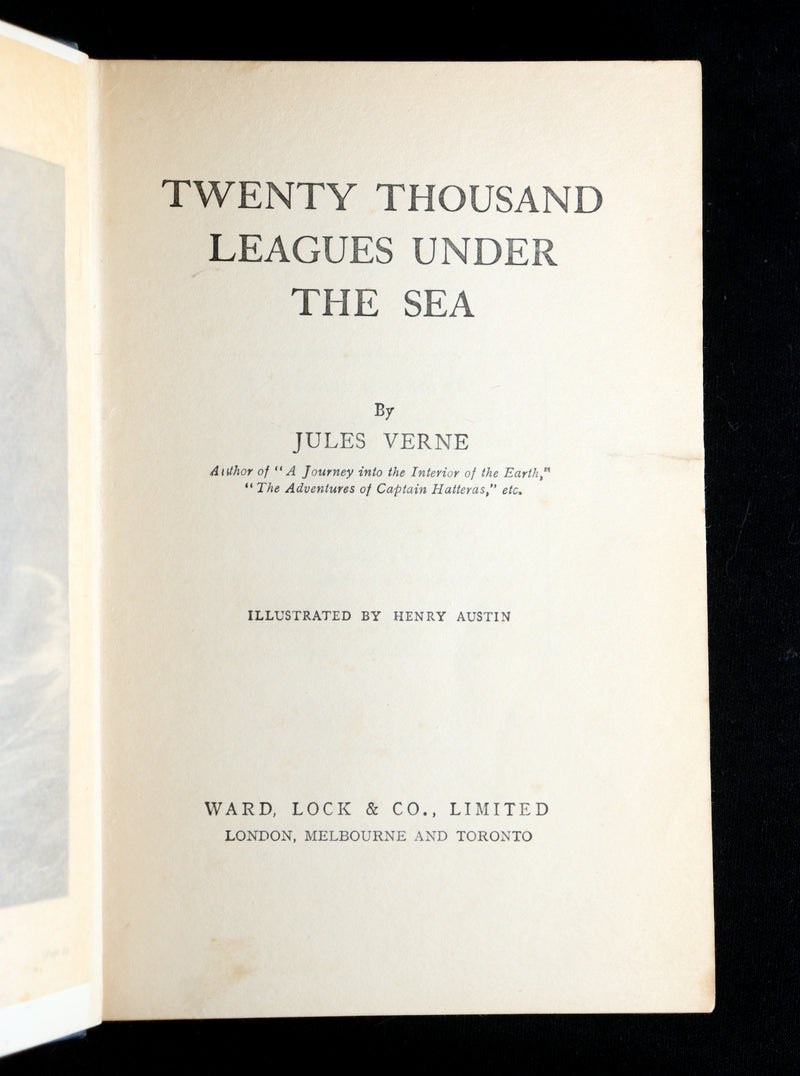 TWENTY THOUSAND
LEAGUES UNDER
THE SEA
By
JULES VERNE
Author of "A Journey into the Interior of the Earth,"
"The Adventures of Captain Hatteras," etc.
ILLUSTRATED BY HENRY AUSTIN
WARD, LOCK & CO., LIMITED
LONDON, MELBOURNE AND TORONTO